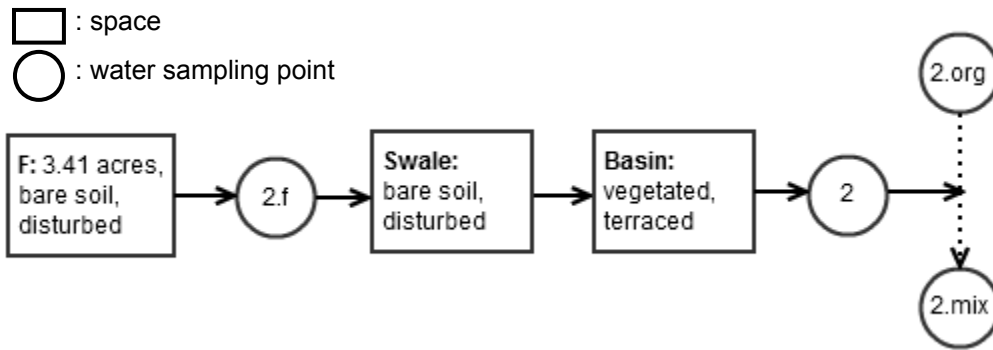 : space
: water sampling point
2.org
F: 3.41 acres,
bare soil,
disturbed
2.f
Swale:
bare soil,
disturbed
Basin:
vegetated,
terraced
2
2.mix